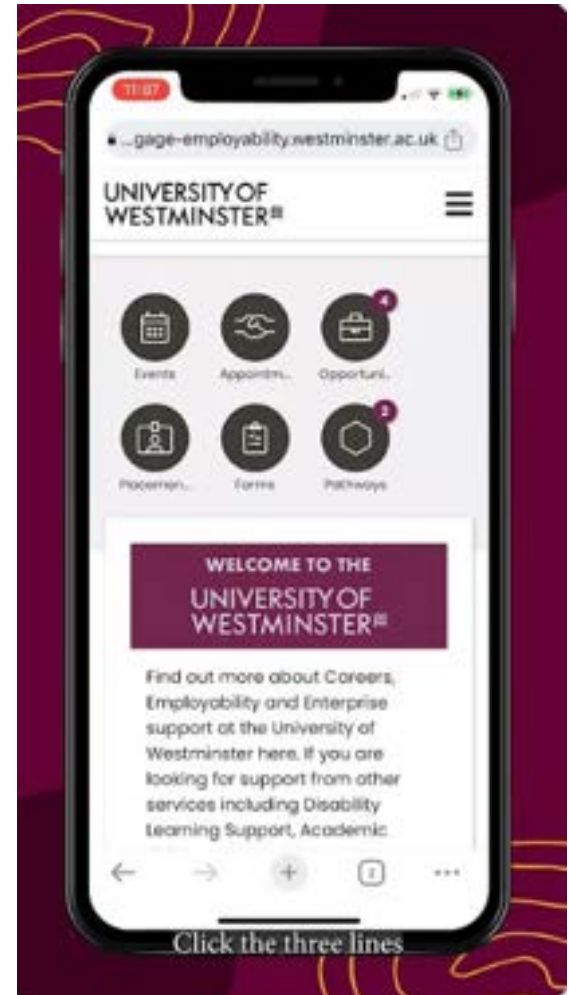 11:07
...gage-employability.westminster.ac.uk
UNIVERSITY OF
WESTMINSTER
4
Events
Appointm...
Opportuni...
2
Placemen...
Forms
Pathways
WELCOME TO THE
UNIVERSITY OF
WESTMINSTER
Find out more about Careers,
Employability and Enterprise
support at the University of
Westminster here. If you are
looking for support from other
services including Disability
Learning Support, Academic
2
Click the three lines